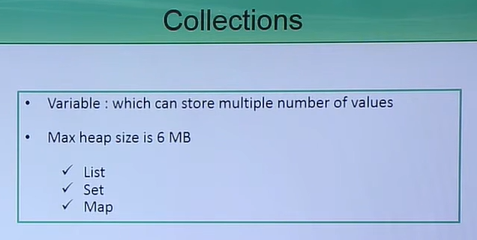 Collections
• Variable : which can store multiple number of values
• Max heap size is 6 MB
✓ List
✓ Set
✓ Map